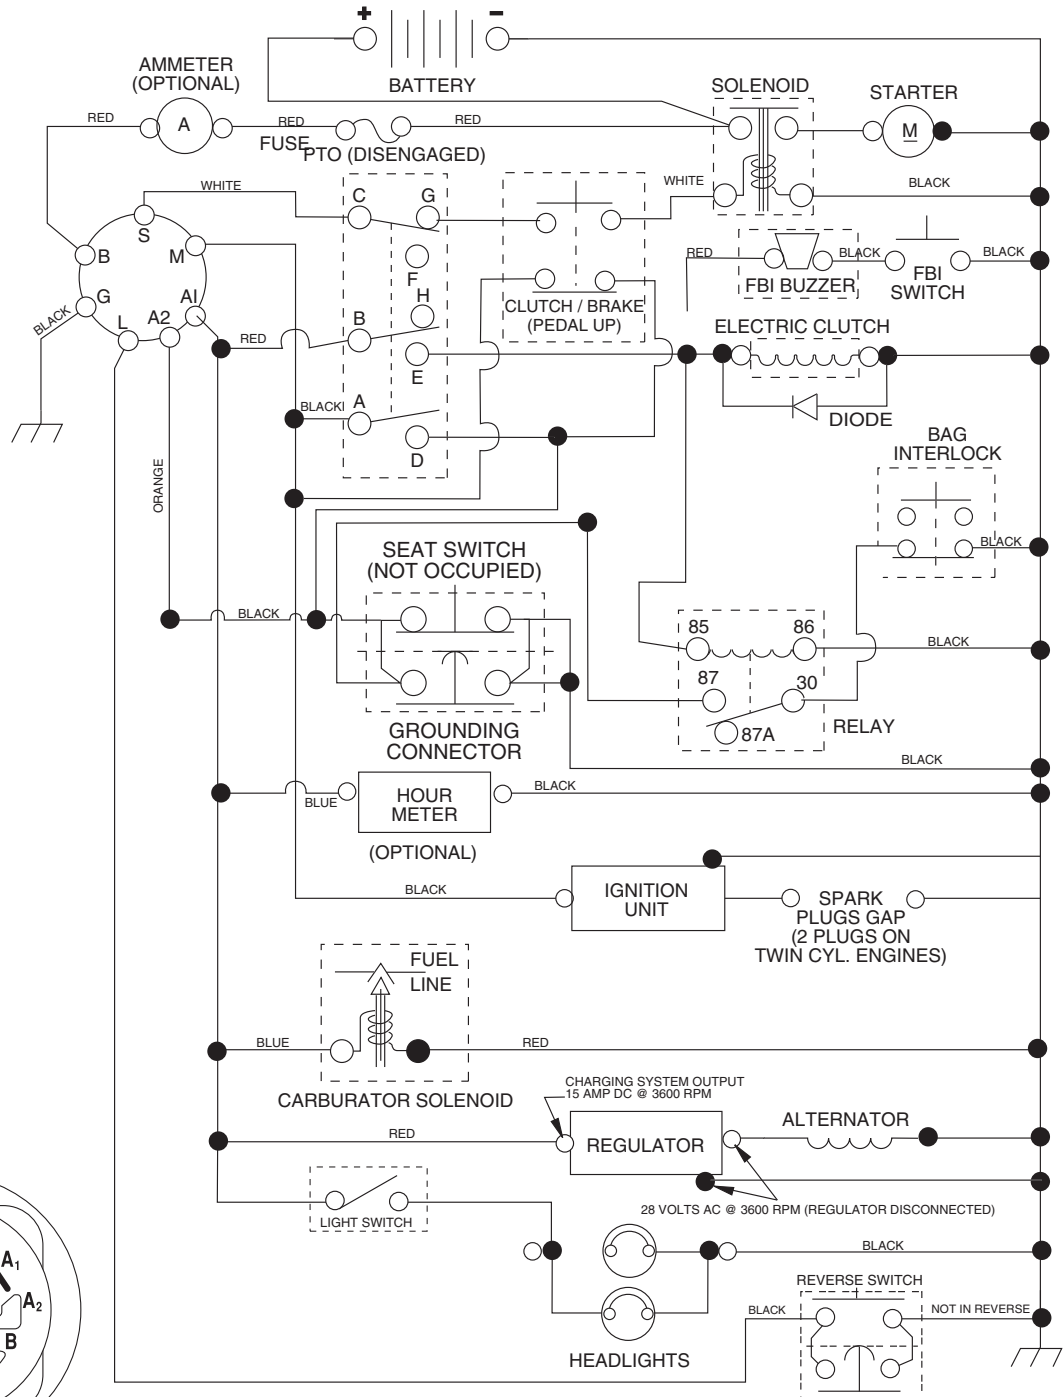 +
−
BATTERY
AMMETER
(OPTIONAL)
RED
A
RED
FUSE
RED
PTO (DISENGAGED)
SOLENOID
STARTER
M
WHITE
BLACK
WHITE
S
B
M
G
L
A2
A1
BLACK
RED
ORANGE
C
G
F
H
B
E
BLACK
A
D
CLUTCH / BRAKE
(PEDAL UP)
RED
BLACK
BLACK
FBI BUZZER
FBI
SWITCH
ELECTRIC CLUTCH
DIODE
BAG
INTERLOCK
BLACK
SEAT SWITCH
(NOT OCCUPIED)
BLACK
GROUNDING
CONNECTOR
85
86
BLACK
87
30
87A
RELAY
BLACK
BLUE
HOUR
METER
BLACK
(OPTIONAL)
BLACK
IGNITION
UNIT
SPARK
PLUGS GAP
(2 PLUGS ON
TWIN CYL. ENGINES)
FUEL
LINE
BLUE
RED
CARBURATOR SOLENOID
CHARGING SYSTEM OUTPUT
15 AMP DC @ 3600 RPM
RED
REGULATOR
ALTERNATOR
LIGHT SWITCH
28 VOLTS AC @ 3600 RPM (REGULATOR DISCONNECTED)
BLACK
HEADLIGHTS
REVERSE SWITCH
BLACK
NOT IN REVERSE
A1
A2
B